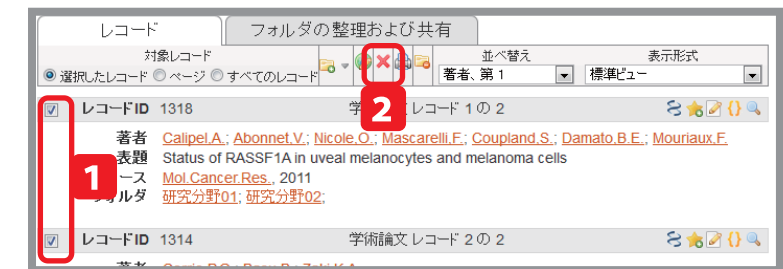 レコード フォルダの整理および共有
対象レコード 並べ替え 表示形式
選択したレコード ページ すべてのレコード 著者、第 1 標準ビュー
2
レコードID 1318 学術論文 レコード 1 の 2
著者 Calipel,A.; Abonnet,V.; Nicole,O.; Mascarelli,F.; Coupland,S.; Damato,B.E.; Mouriaux,F.
1
表題 Status of RASSF1A in uveal melanocytes and melanoma cells
ース Mol.Cancer.Res., 2011
ォルダ 研究分野01; 研究分野02;
レコードID 1314 学術論文 レコード 2 の 2